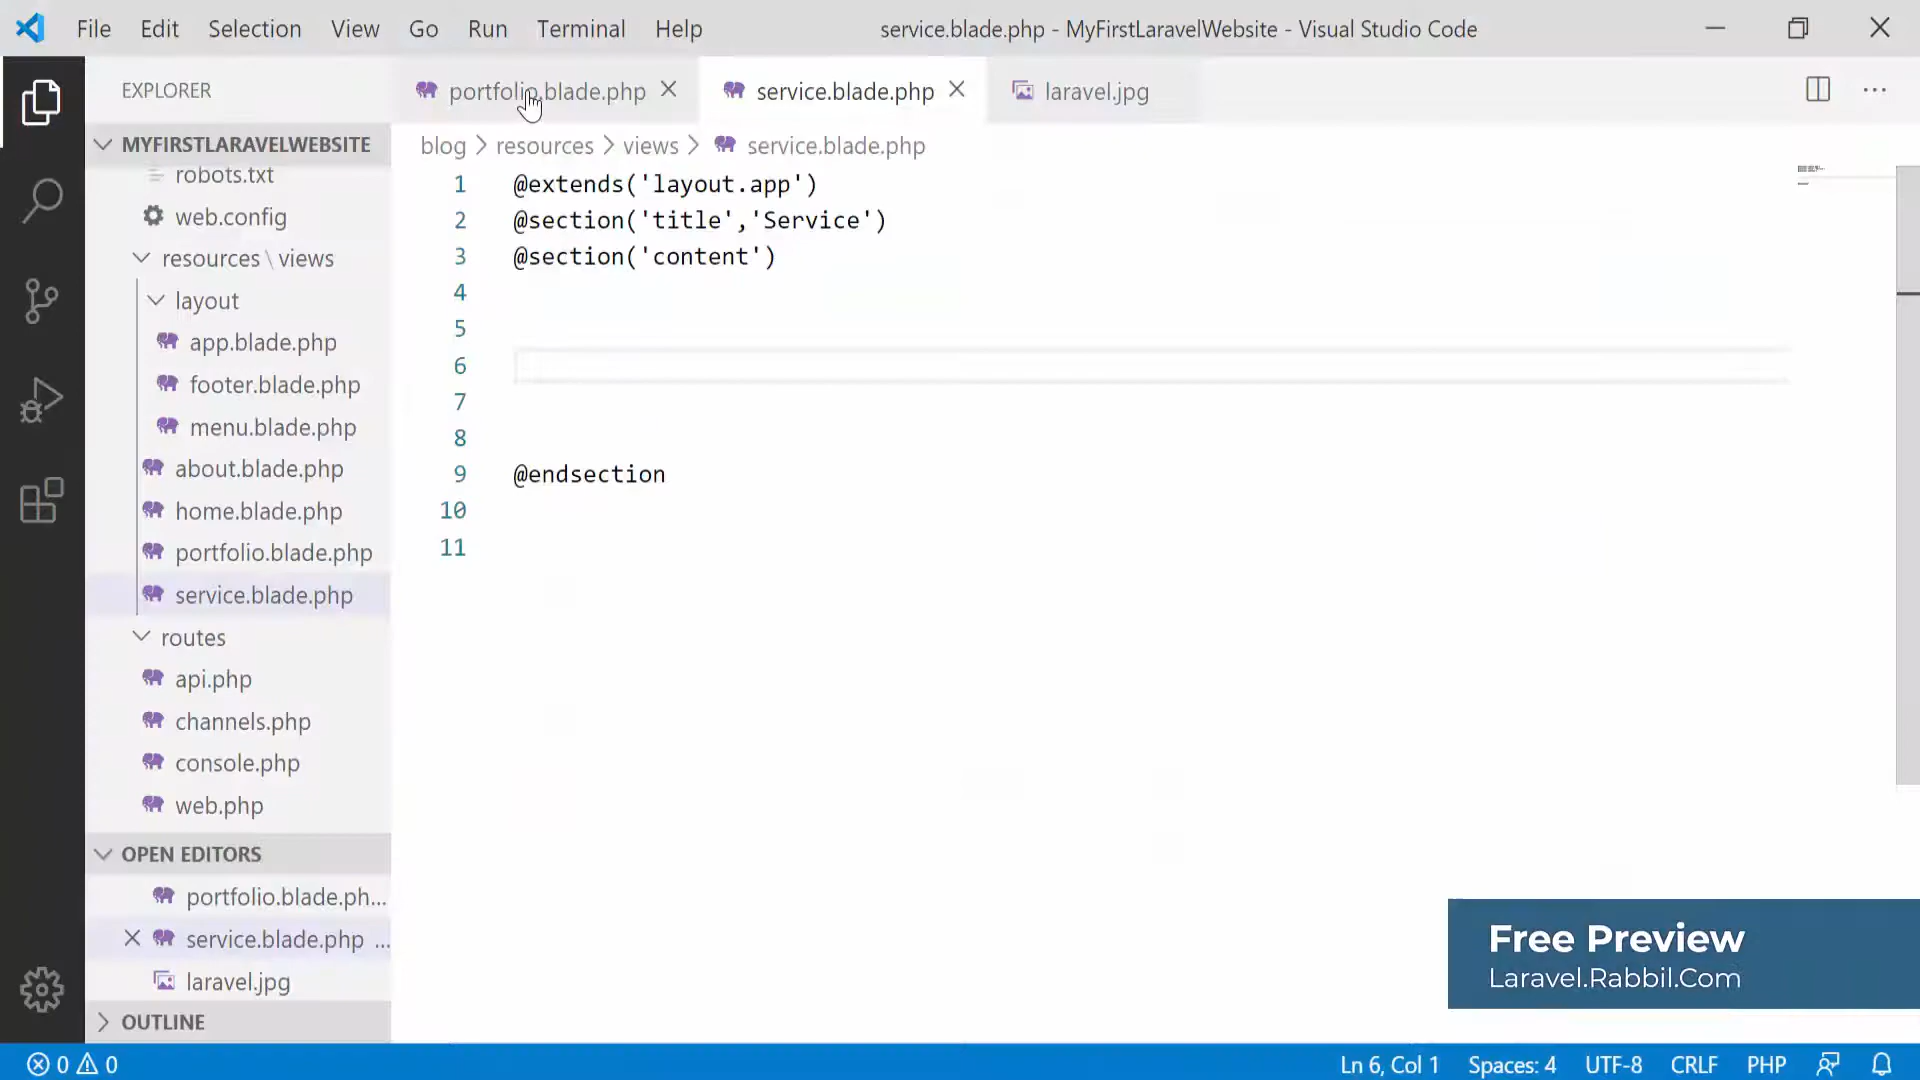 File Edit Selection View Go Run Terminal Help
service.blade.php - MyFirstLaravelWebsite - Visual Studio Code
EXPLORER
portfolio.blade.php
service.blade.php
laravel.jpg
MYFIRSTLARAVELWEBSITE
robots.txt
web.config
resources \ views
layout
app.blade.php
footer.blade.php
menu.blade.php
about.blade.php
home.blade.php
portfolio.blade.php
service.blade.php
routes
api.php
channels.php
console.php
web.php
OPEN EDITORS
portfolio.blade.ph...
service.blade.php ...
laravel.jpg
OUTLINE
blog > resources > views > service.blade.php
1 @extends('layout.app')
2 @section('title','Service')
3 @section('content')
4
5
6
7
8
9 @endsection
10
11
Free Preview
Laravel.Rabbil.Com
0 0
Ln 6, Col 1 Spaces: 4 UTF-8 CRLF PHP